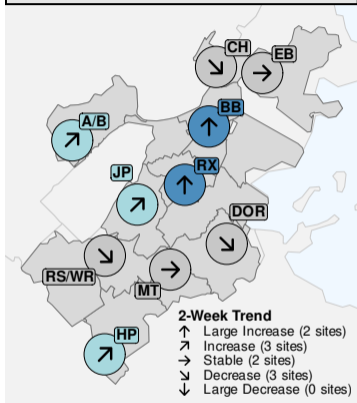 CH
EB
BB
A/B
RX
JP
DOR
RS/WR
MT
HP
2-Week Trend
↑ Large Increase (2 sites)
↗ Increase (3 sites)
→ Stable (2 sites)
↘ Decrease (3 sites)
↓ Large Decrease (0 sites)